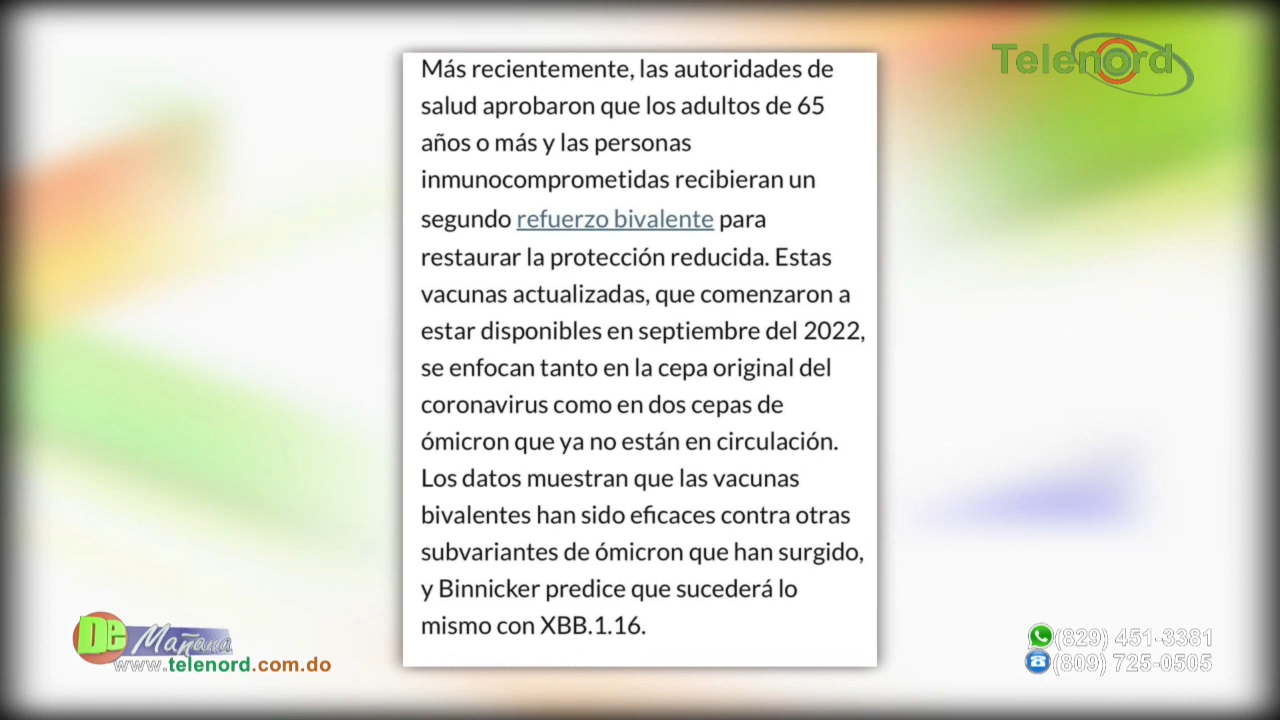 Telenord
Más recientemente, las autoridades de
salud aprobaron que los adultos de 65
años o más y las personas
inmunocomprometidas recibieran un
segundo refuerzo bivalente para
restaurar la protección reducida. Estas
vacunas actualizadas, que comenzaron a
estar disponibles en septiembre del 2022,
se enfocan tanto en la cepa original del
coronavirus como en dos cepas de
ómicron que ya no están en circulación.
Los datos muestran que las vacunas
bivalentes han sido eficaces contra otras
subvariantes de ómicron que han surgido,
y Binnicker predice que sucederá lo
mismo con XBB.1.16.
De Mañana
www.telenord.com.do
(829) 451-3381
(809) 725-0505